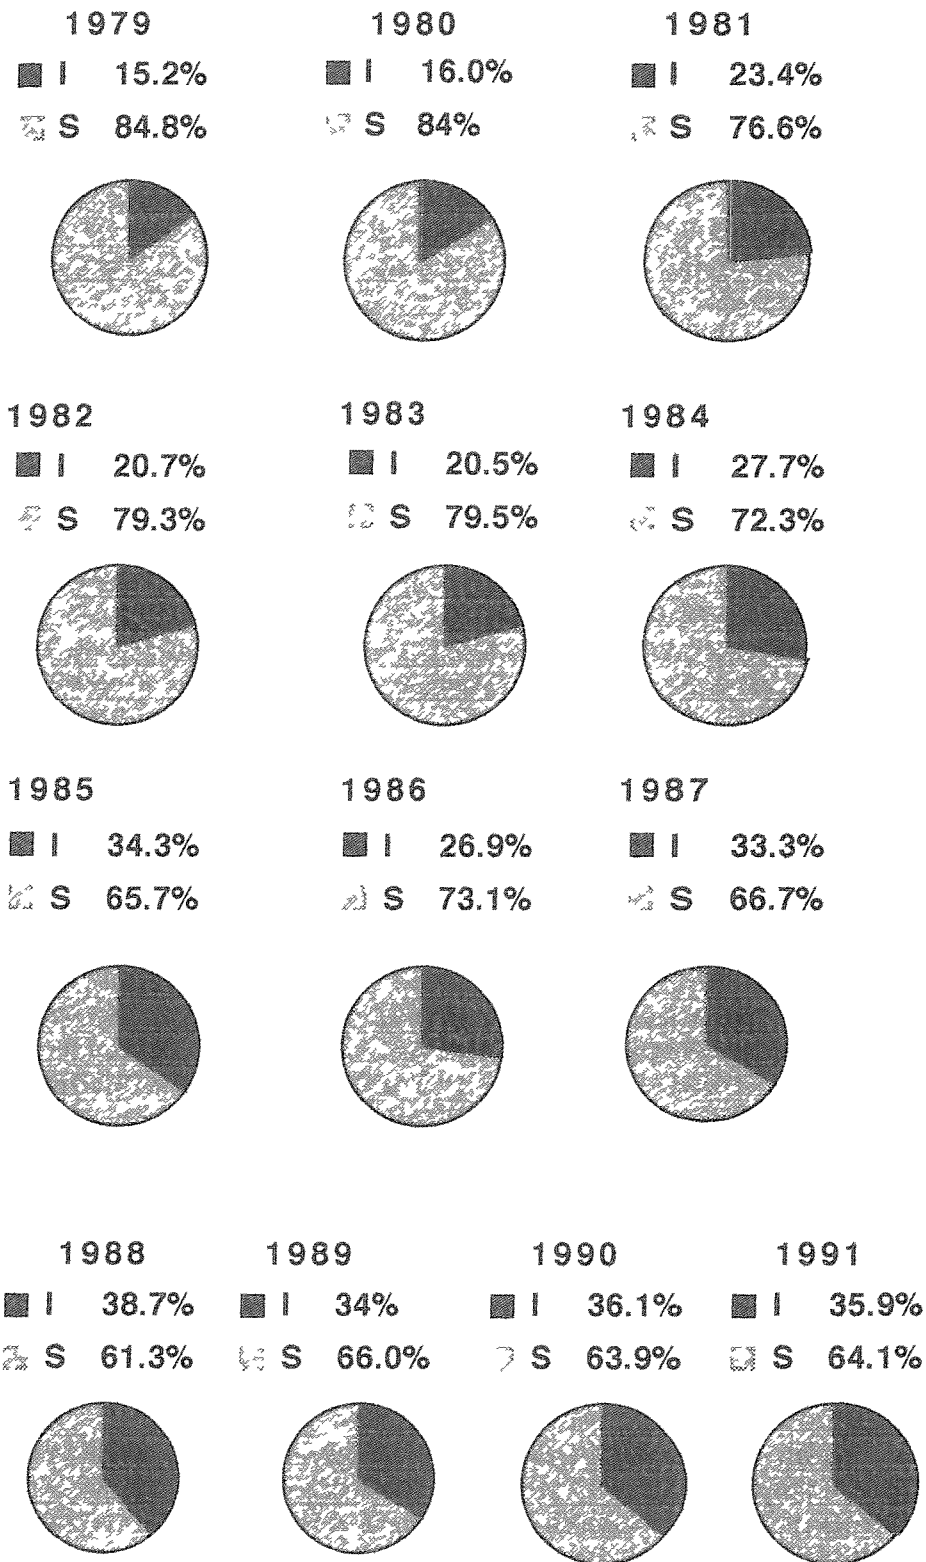 1979 1980 1981
I 15.2% I 16.0% I 23.4%
S 84.8% S 84% S 76.6%
1982 1983 1984
I 20.7% I 20.5% I 27.7%
S 79.3% S 79.5% S 72.3%
1985 1986 1987
I 34.3% I 26.9% I 33.3%
S 65.7% S 73.1% S 66.7%
1988 1989 1990 1991
I 38.7% I 34% I 36.1% I 35.9%
S 61.3% S 66.0% S 63.9% S 64.1%